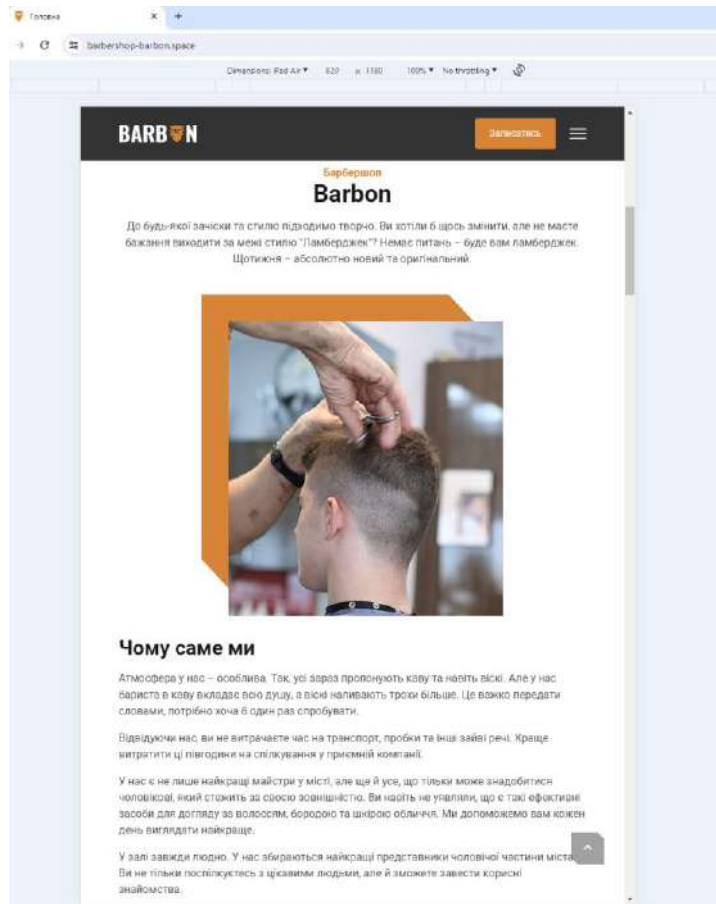 Головна
barbershop-barbon.space
Dimensions: iPad Air 820 x 1180 100% No throttling
BARBON
Записатись
Барбершоп
Barbon
До будь-якої зачіски та стилю підходимо творчо. Ви хотіли б щось змінити, але не маєте
бажання виходити за межі стилю "Ламберджек"? Немає питань – буде вам ламберджек.
Щотижня – абсолютно новий та оригінальний.
Чому саме ми
Атмосфера у нас – особлива. Так, усі зараз пропонують каву та навіть віскі. Але у нас
бариста в каву вкладає всю душу, а віскі наливають трохи більше. Це важко передати
словами, потрібно хоча б один раз спробувати.
Відвідуючи нас, ви не витрачаєте час на транспорт, пробки та інші зайві речі. Краще
витратити ці півгодини на спілкування у приємній компанії.
У нас є не лише найкращі майстри у місті, але ще й усе, що тільки може знадобитися
чоловікові, який стежить за своєю зовнішністю. Ви навіть не уявляли, що є такі ефективні
засоби для догляду за волоссям, бородою та шкірою обличчя. Ми допоможемо вам кожен
день виглядати найкраще.
У залі завжди людно. У нас збираються найкращі представники чоловічої частини міста
Ви не тільки поспілкуєтесь з цікавими людьми, але й зможете завести корисні
знайомства.